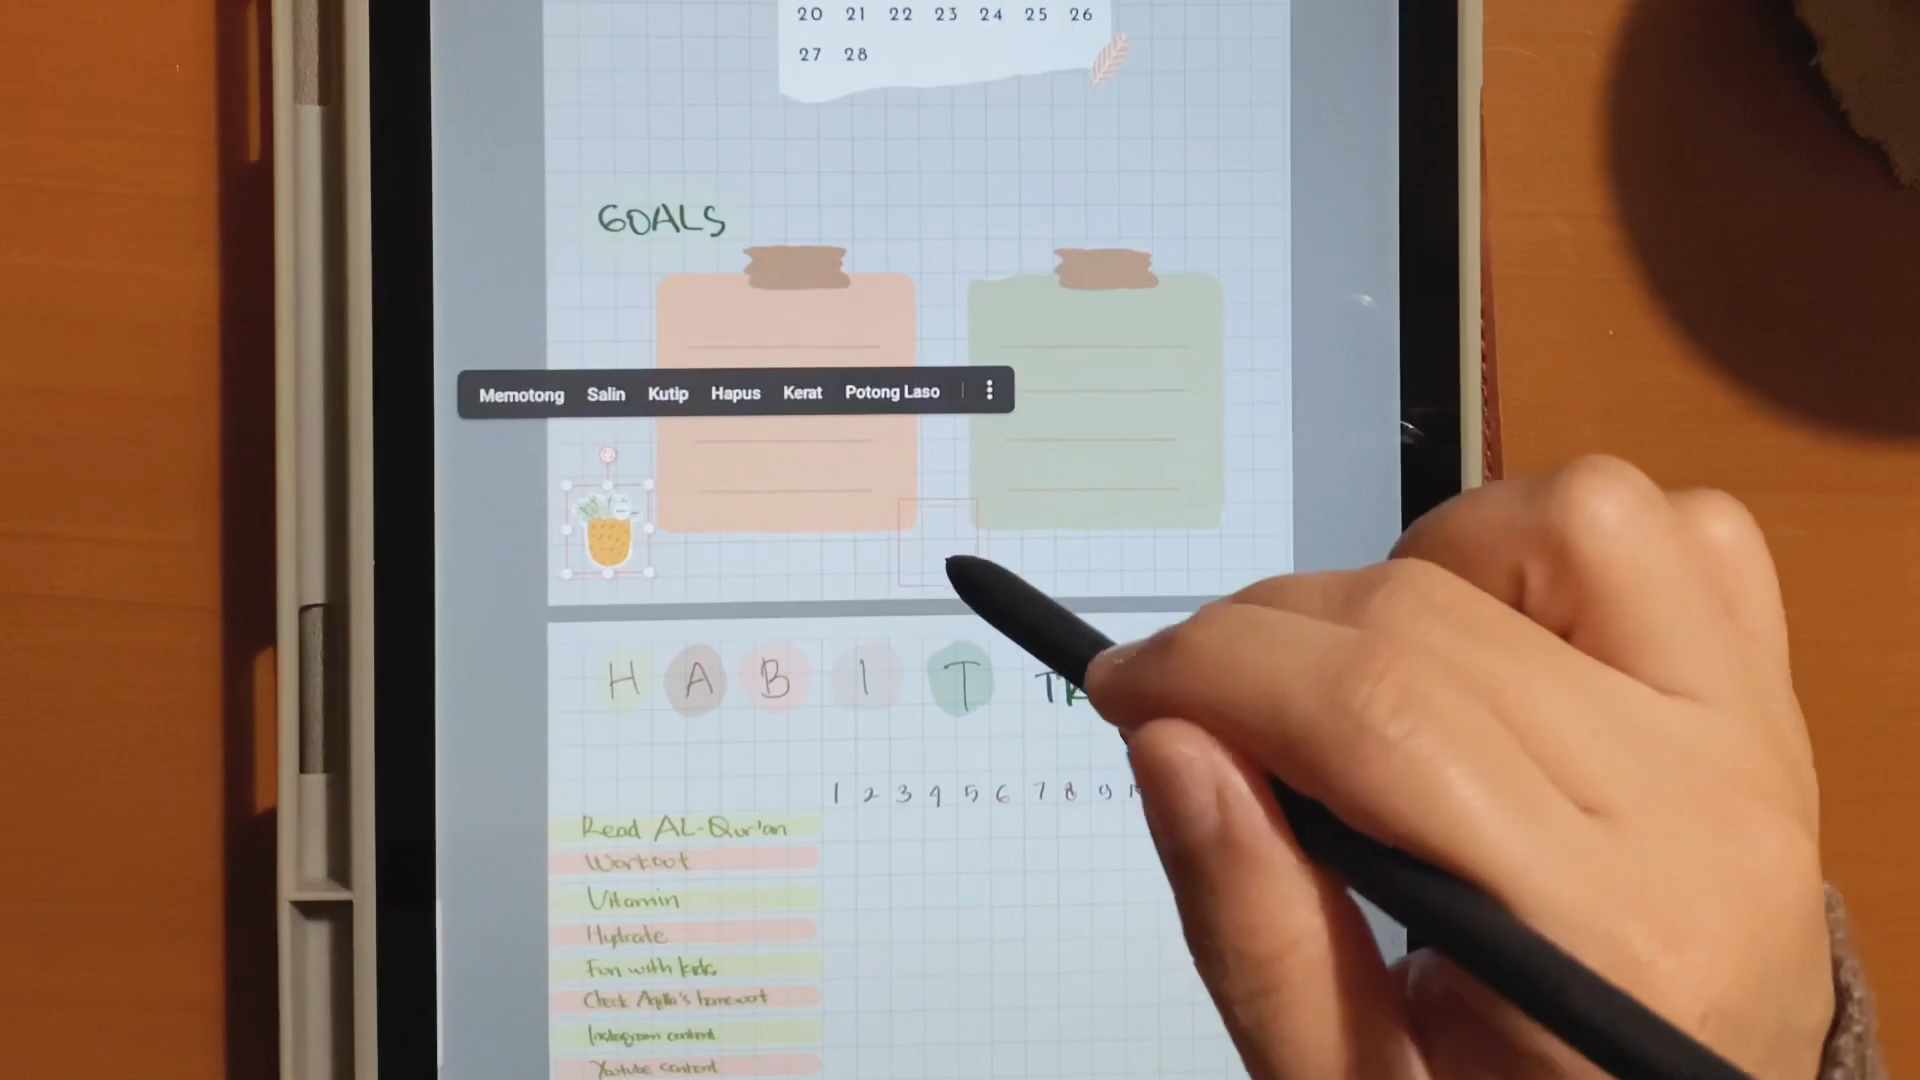 20 21 22 23 24 25 26
27 28
GOALS
Memotong Salin Kutip Hapus Kerat Potong Laso
H A B I T
1 2 3 4 5 6 7 8 9
Read AL-Qur'an
Workout
Vitamin
Hydrate
Fun with kids
Check homework
Instagram content
Youtube content